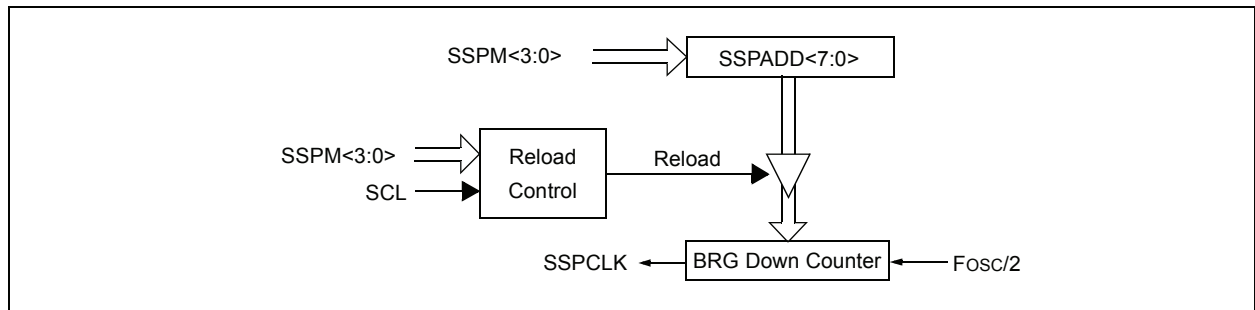 SSPM<3:0>
SSPADD<7:0>
SSPM<3:0>
SCL
Reload
Control
Reload
SSPCLK
BRG Down Counter
FOSC/2